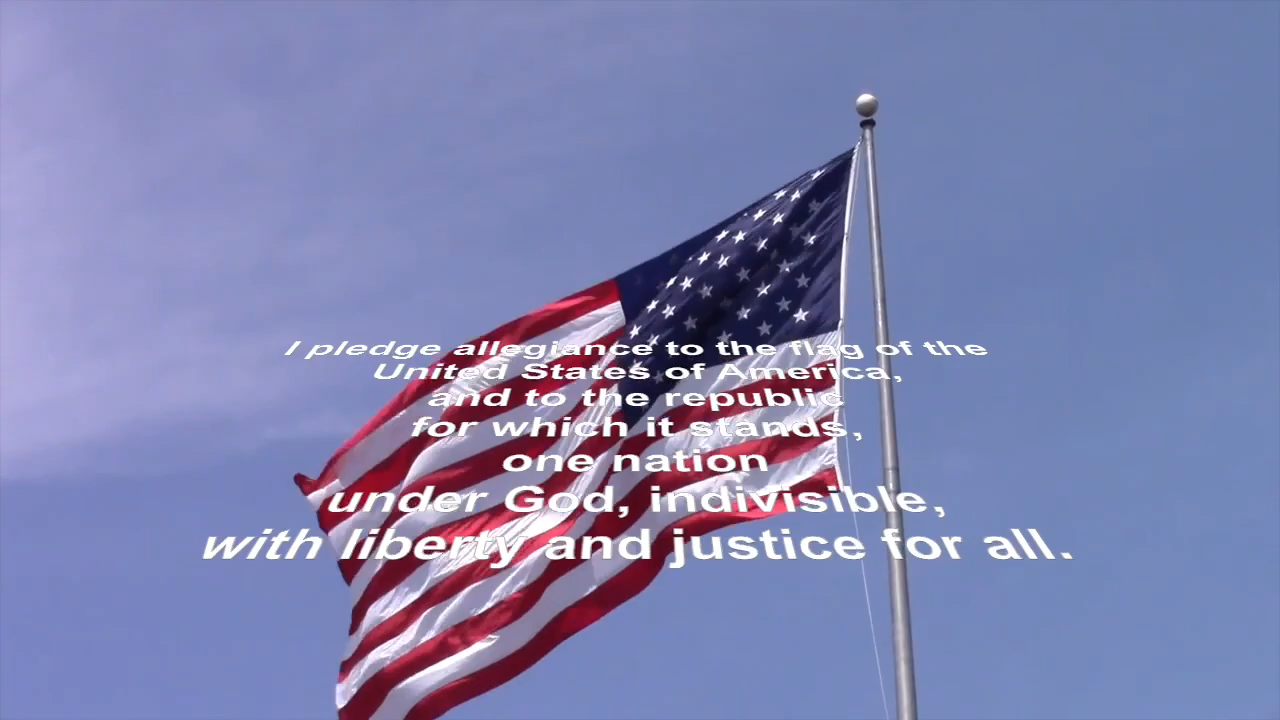 I pledge allegiance to the flag of the
United States of America,
and to the republic
for which it stands,
one nation
under God, indivisible,
with liberty and justice for all.